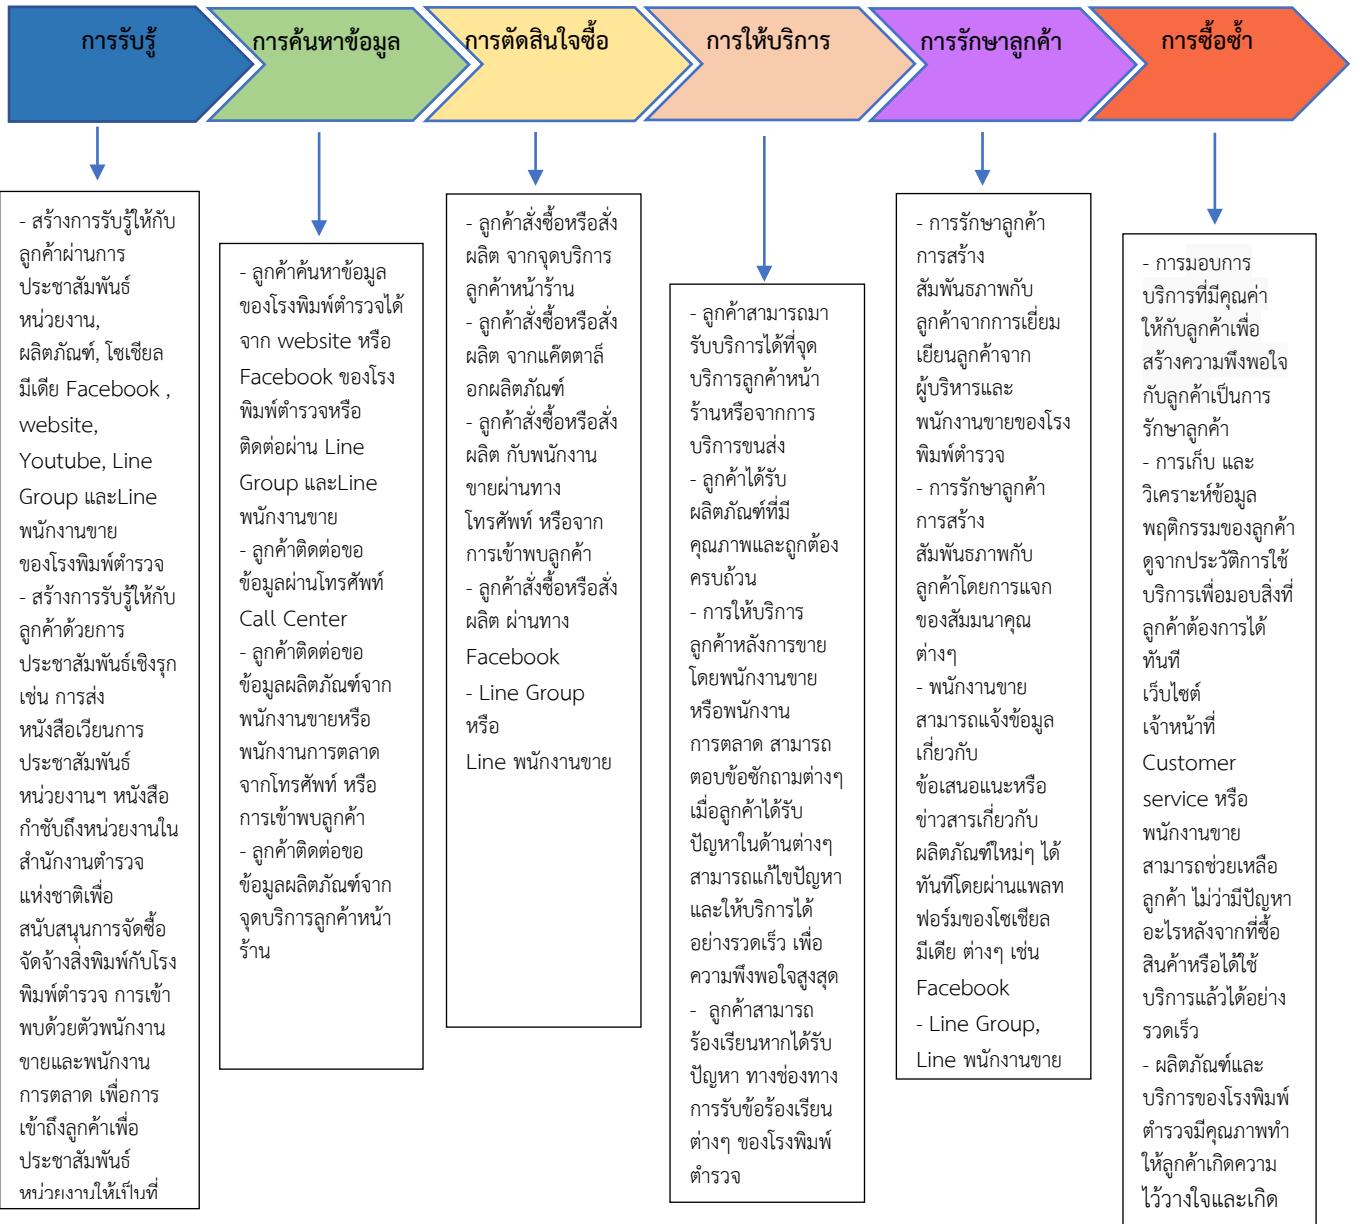 การรับรู้
การค้นหาข้อมูล
การตัดสินใจซื้อ
การให้บริการ
การรักษาลูกค้า
การซื้อซ้ำ
- สร้างการรับรู้ให้กับ
ลูกค้าผ่านการ
ประชาสัมพันธ์
หน่วยงาน,
ผลิตภัณฑ์, โซเชียล
มีเดีย Facebook ,
website,
Youtube, Line
Group และLine
พนักงานขาย
ของโรงพิมพ์ตำรวจ
- สร้างการรับรู้ให้กับ
ลูกค้าด้วยการ
ประชาสัมพันธ์เชิงรุก
เช่น การส่ง
หนังสือเวียนการ
ประชาสัมพันธ์
หน่วยงานฯ หนังสือ
กำชับถึงหน่วยงานใน
สำนักงานตำรวจ
แห่งชาติเพื่อ
สนับสนุนการจัดซื้อ
จัดจ้างสิ่งพิมพ์กับโรง
พิมพ์ตำรวจ การเข้า
พบด้วยตัวพนักงาน
ขายและพนักงาน
การตลาด เพื่อการ
เข้าถึงลูกค้าเพื่อ
ประชาสัมพันธ์
หน่วยงานให้เป็นที่
- ลูกค้าค้นหาข้อมูล
ของโรงพิมพ์ตำรวจได้
จาก website หรือ
Facebook ของโรง
พิมพ์ตำรวจหรือ
ติดต่อผ่าน Line
Group และLine
พนักงานขาย
- ลูกค้าติดต่อขอ
ข้อมูลผ่านโทรศัพท์
Call Center
- ลูกค้าติดต่อขอ
ข้อมูลผลิตภัณฑ์จาก
พนักงานขายหรือ
พนักงานการตลาด
จากโทรศัพท์ หรือ
การเข้าพบลูกค้า
- ลูกค้าติดต่อขอ
ข้อมูลผลิตภัณฑ์จาก
จุดบริการลูกค้าหน้า
ร้าน
- ลูกค้าสั่งซื้อหรือสั่ง
ผลิต จากจุดบริการ
ลูกค้าหน้าร้าน
- ลูกค้าสั่งซื้อหรือสั่ง
ผลิต จากแค๊ตตาล็
อกผลิตภัณฑ์
- ลูกค้าสั่งซื้อหรือสั่ง
ผลิต กับพนักงาน
ขายผ่านทาง
โทรศัพท์ หรือจาก
การเข้าพบลูกค้า
- ลูกค้าสั่งซื้อหรือสั่ง
ผลิต ผ่านทาง
Facebook
- Line Group
หรือ
Line พนักงานขาย
- ลูกค้าสามารถมา
รับบริการได้ที่จุด
บริการลูกค้าหน้า
ร้านหรือจากการ
บริการขนส่ง
- ลูกค้าได้รับ
ผลิตภัณฑ์ที่มี
คุณภาพและถูกต้อง
ครบถ้วน
- การให้บริการ
ลูกค้าหลังการขาย
โดยพนักงานขาย
หรือพนักงาน
การตลาด สามารถ
ตอบข้อซักถามต่างๆ
เมื่อลูกค้าได้รับ
ปัญหาในด้านต่างๆ
สามารถแก้ไขปัญหา
และให้บริการได้
อย่างรวดเร็ว เพื่อ
ความพึงพอใจสูงสุด
- ลูกค้าสามารถ
ร้องเรียนหากได้รับ
ปัญหา ทางช่องทาง
การรับข้อร้องเรียน
ต่างๆ ของโรงพิมพ์
ตำรวจ
- การรักษาลูกค้า
การสร้าง
สัมพันธภาพกับ
ลูกค้าจากการเยี่ยม
เยียนลูกค้าจาก
ผู้บริหารและ
พนักงานขายของโรง
พิมพ์ตำรวจ
- การรักษาลูกค้า
การสร้าง
สัมพันธภาพกับ
ลูกค้าโดยการแจก
ของสัมมนาคุณ
ต่างๆ
- พนักงานขาย
สามารถแจ้งข้อมูล
เกี่ยวกับ
ข้อเสนอแนะหรือ
ข่าวสารเกี่ยวกับ
ผลิตภัณฑ์ใหม่ๆ ได้
ทันทีโดยผ่านแพลท
ฟอร์มของโซเชียล
มีเดีย ต่างๆ เช่น
Facebook
- Line Group,
Line พนักงานขาย
- การมอบการ
บริการที่มีคุณค่า
ให้กับลูกค้าเพื่อ
สร้างความพึงพอใจ
กับลูกค้าเป็นการ
รักษาลูกค้า
- การเก็บ และ
วิเคราะห์ข้อมูล
พฤติกรรมของลูกค้า
ดูจากประวัติการใช้
บริการเพื่อมอบสิ่งที่
ลูกค้าต้องการได้
ทันที
เว็บไซต์
เจ้าหน้าที่
Customer
service หรือ
พนักงานขาย
สามารถช่วยเหลือ
ลูกค้า ไม่ว่ามีปัญหา
อะไรหลังจากที่ซื้อ
สินค้าหรือได้ใช้
บริการแล้วได้อย่าง
รวดเร็ว
- ผลิตภัณฑ์และ
บริการของโรงพิมพ์
ตำรวจมีคุณภาพทำ
ให้ลูกค้าเกิดความ
ไว้วางใจและเกิด